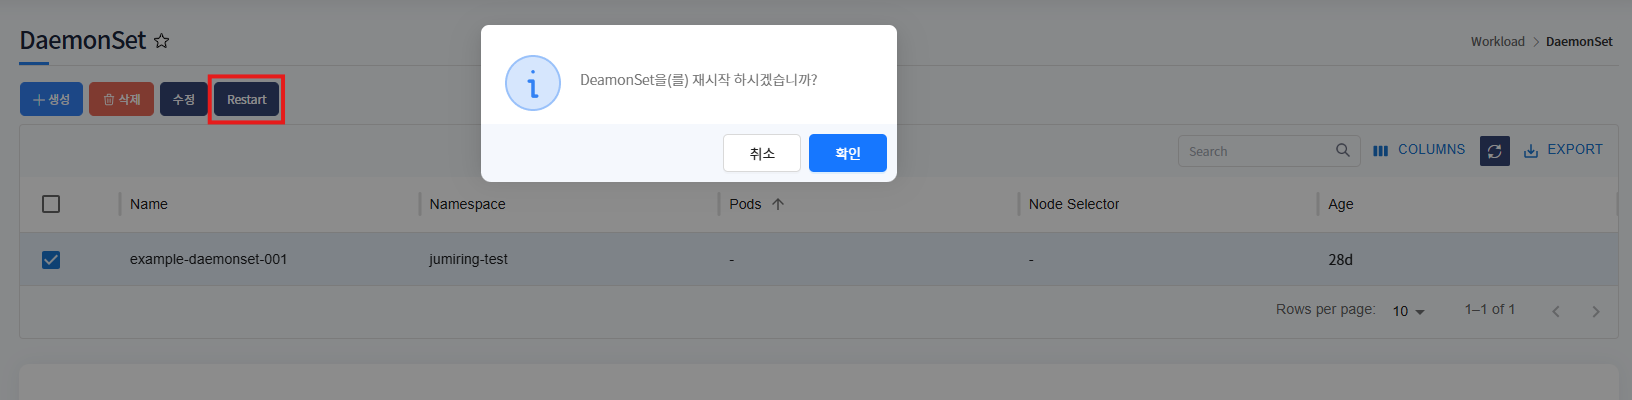 DaemonSet
Workload > DaemonSet
생성 삭제 수정 Restart
DeamonSet을(를) 재시작 하시겠습니까?
취소 확인
Search COLUMNS EXPORT
Name Namespace Pods Node Selector Age
example-daemonset-001 jumiring-test - - 28d
Rows per page: 10 1–1 of 1